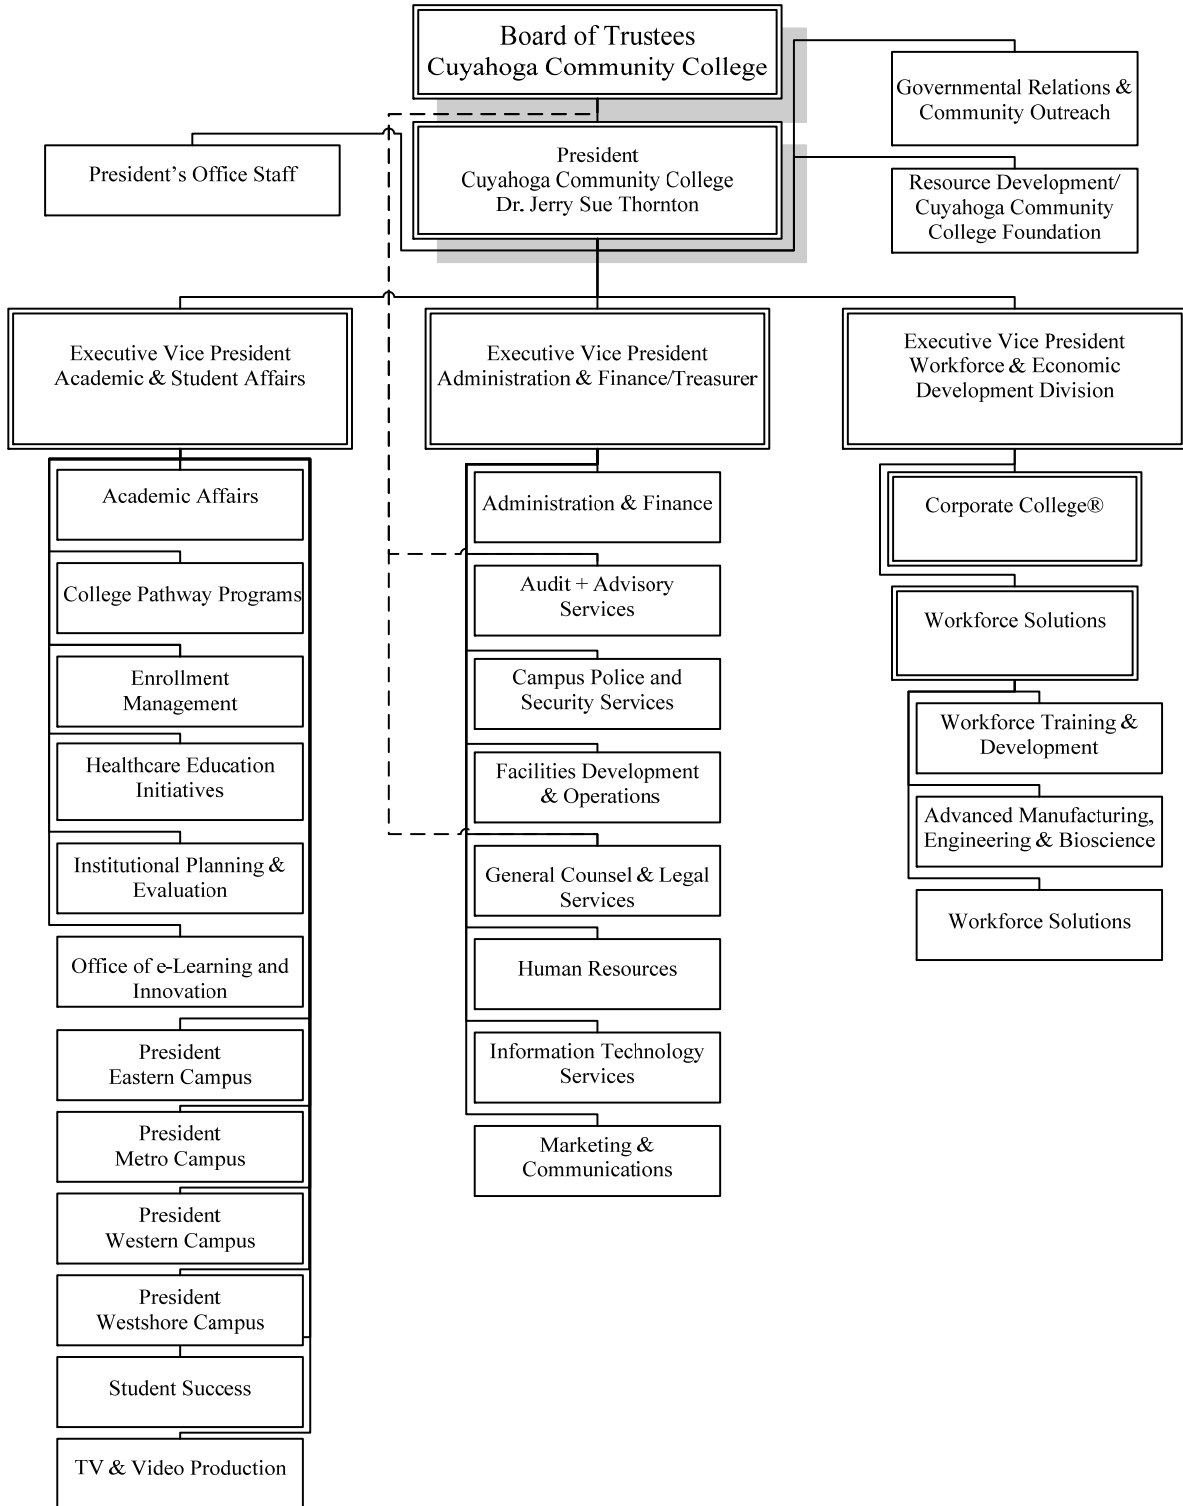 Board of Trustees
Cuyahoga Community College
Governmental Relations &
Community Outreach
President’s Office Staff
President
Cuyahoga Community College
Dr. Jerry Sue Thornton
Resource Development/
Cuyahoga Community
College Foundation
Executive Vice President
Academic & Student Affairs
Executive Vice President
Administration & Finance/Treasurer
Executive Vice President
Workforce & Economic
Development Division
Academic Affairs
College Pathway Programs
Enrollment
Management
Healthcare Education
Initiatives
Institutional Planning &
Evaluation
Office of e-Learning and
Innovation
President
Eastern Campus
President
Metro Campus
President
Western Campus
President
Westshore Campus
Student Success
TV & Video Production
Administration & Finance
Audit + Advisory
Services
Campus Police and
Security Services
Facilities Development
& Operations
General Counsel & Legal
Services
Human Resources
Information Technology
Services
Marketing &
Communications
Corporate College®
Workforce Solutions
Workforce Training &
Development
Advanced Manufacturing,
Engineering & Bioscience
Workforce Solutions